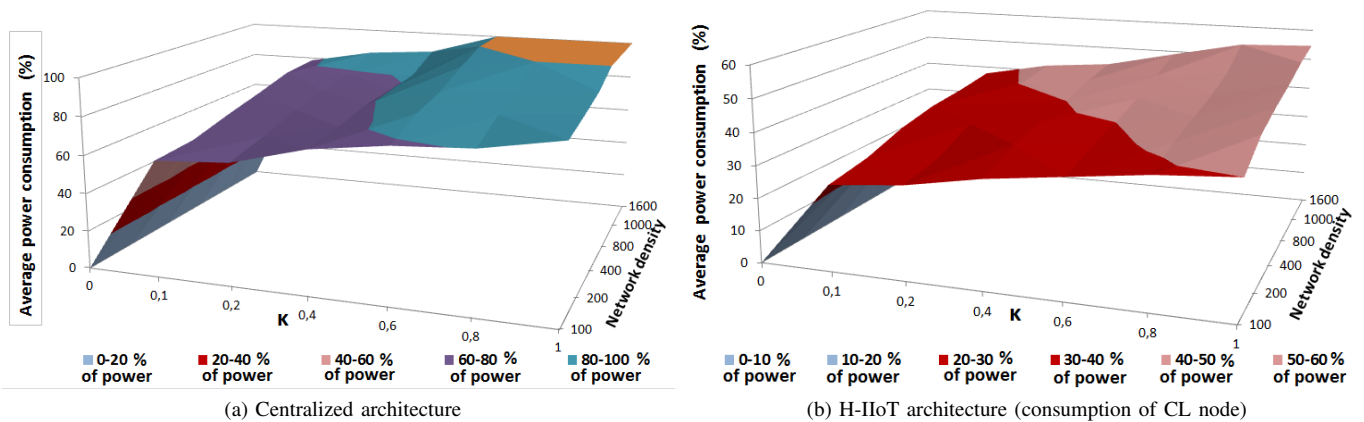 Average power consumption (%)
100
80
60
40
20
0
0
0,1
0,2
0,4
0,6
0,8
1
K
100
200
400
800
1000
1600
Network density
0-20 % of power
20-40 % of power
40-60 % of power
60-80 % of power
80-100 % of power
(a) Centralized architecture
Average power consumption (%)
60
50
40
30
20
10
0
0
0,1
0,2
0,4
0,6
0,8
1
K
100
200
400
800
1000
1600
Network density
0-10 % of power
10-20 % of power
20-30 % of power
30-40 % of power
40-50 % of power
50-60 % of power
(b) H-IIoT architecture (consumption of CL node)